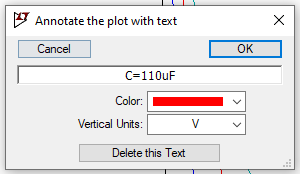 Annotate the plot with text
Cancel
OK
C=110uF
Color:
Vertical Units: V
Delete this Text